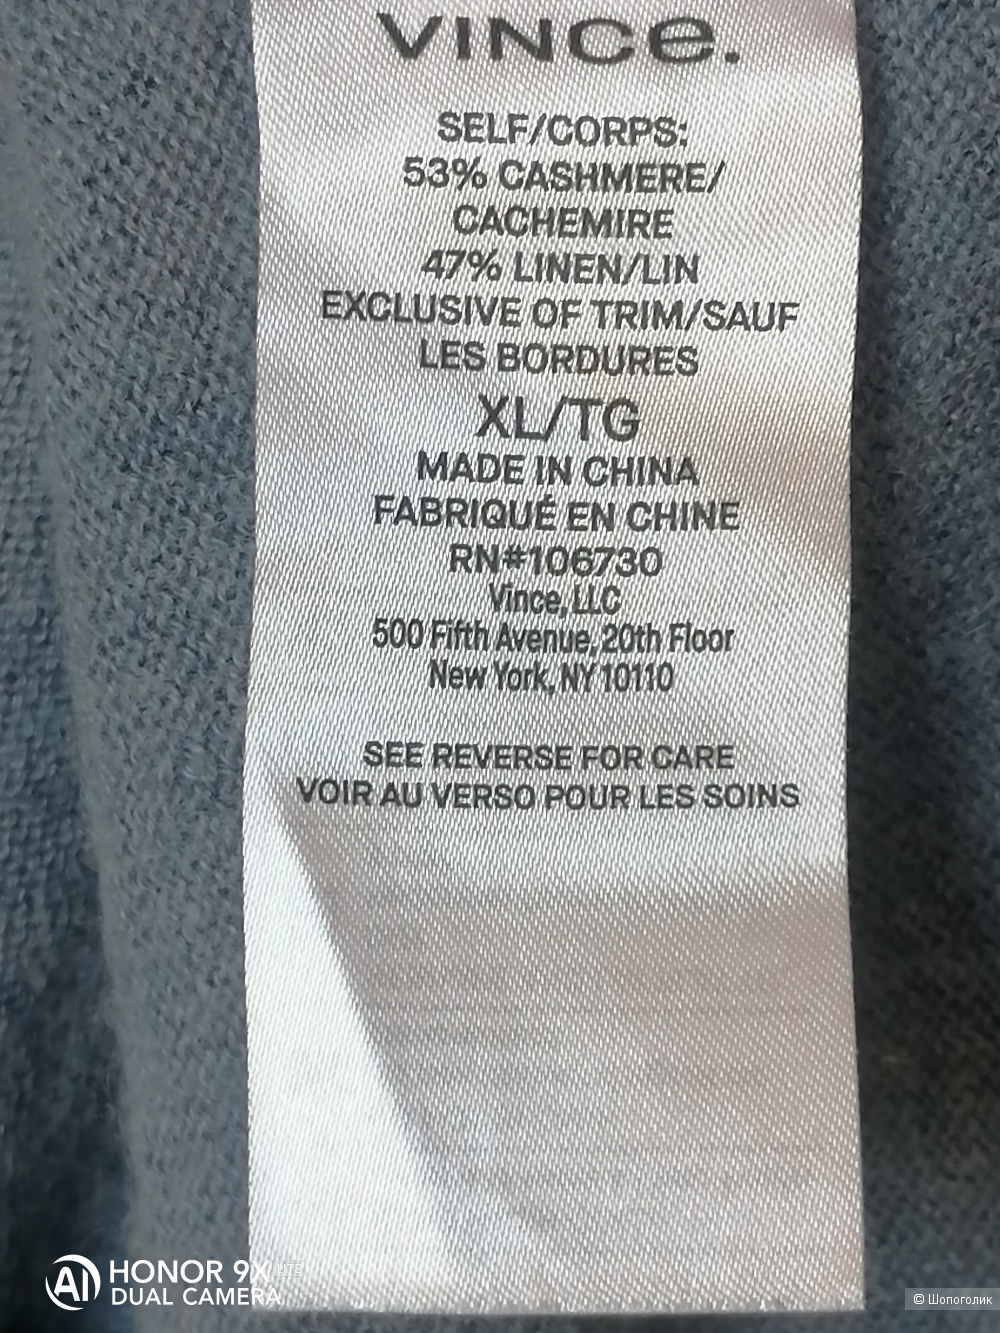 VINCe.
SELF/CORPS:
53% CASHMERE/
CACHEMIRE
47% LINEN/LIN
EXCLUSIVE OF TRIM/SAUF
LES BORDURES
XL/TG
MADE IN CHINA
FABRIQUÉ EN CHINE
RN#106730
Vince, LLC
500 Fifth Avenue, 20th Floor
New York, NY 10110
SEE REVERSE FOR CARE
VOIR AU VERSO POUR LES SOINS
AI HONOR 9X LITE
DUAL CAMERA
© Шопоголик